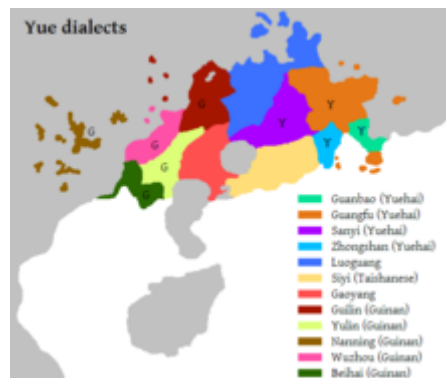 Yue dialects
G
G
G
G
G
Y
Y
Y
Y
Guanbao (Yuehai)
Guangfu (Yuehai)
Sanyi (Yuehai)
Zhongshan (Yuehai)
Luoguang
Siyi (Taishanese)
Gaoyang
Guilin (Guinan)
Yulin (Guinan)
Nanning (Guinan)
Wuzhou (Guinan)
Beihai (Guinan)